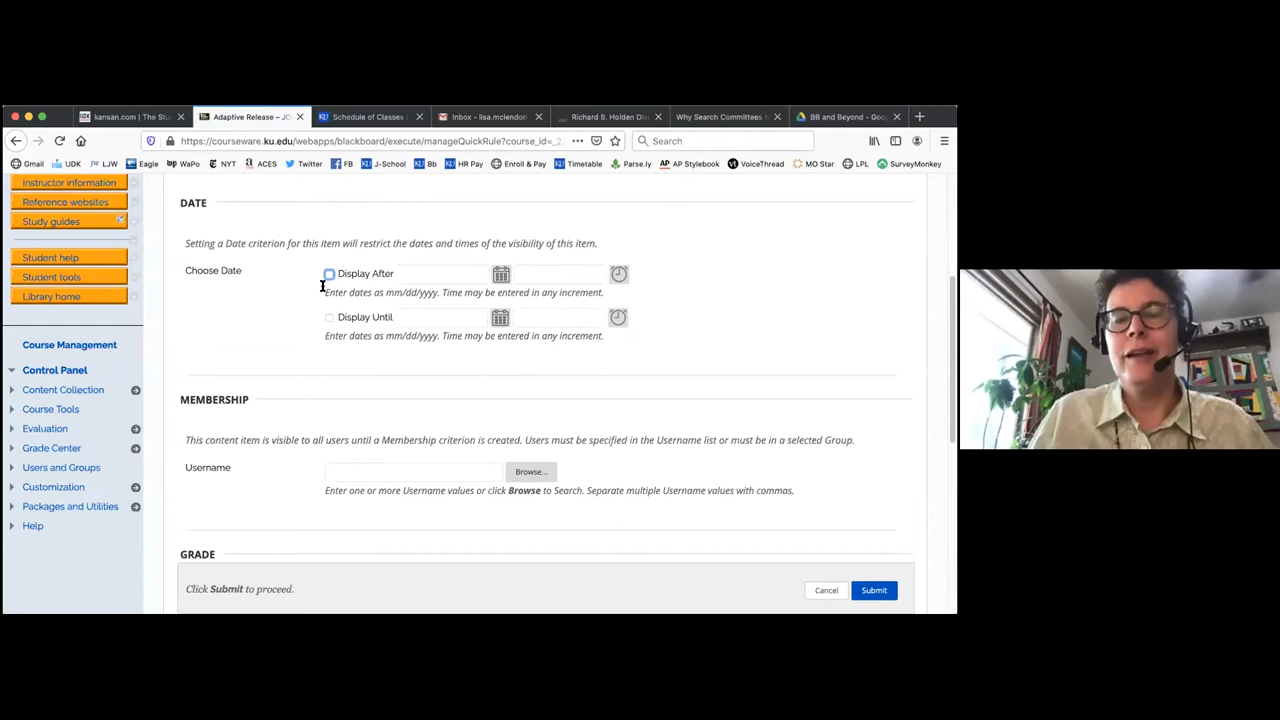 kansan.com | The Stu
Adaptive Release – JO
Schedule of Classes |
Inbox - lisa.mclendon
Richard S. Holden Div
Why Search Committees
BB and Beyond - Goo
https://courseware.ku.edu/webapps/blackboard/execute/manageQuickRule?course_id=_2
Search
Gmail UDK LJW Eagle WaPo NYT ACES Twitter FB J-School Bb HR Pay Enroll & Pay Timetable Parse.ly AP Stylebook VoiceThread MO Star LPL SurveyMonkey
Instructor information
Reference websites
Study guides
Student help
Student tools
Library home
Course Management
Control Panel
Content Collection
Course Tools
Evaluation
Grade Center
Users and Groups
Customization
Packages and Utilities
Help
DATE
Setting a Date criterion for this item will restrict the dates and times of the visibility of this item.
Choose Date
Display After
Enter dates as mm/dd/yyyy. Time may be entered in any increment.
Display Until
Enter dates as mm/dd/yyyy. Time may be entered in any increment.
MEMBERSHIP
This content item is visible to all users until a Membership criterion is created. Users must be specified in the Username list or must be in a selected Group.
Username
Browse...
Enter one or more Username values or click Browse to Search. Separate multiple Username values with commas.
GRADE
Click Submit to proceed.
Cancel
Submit